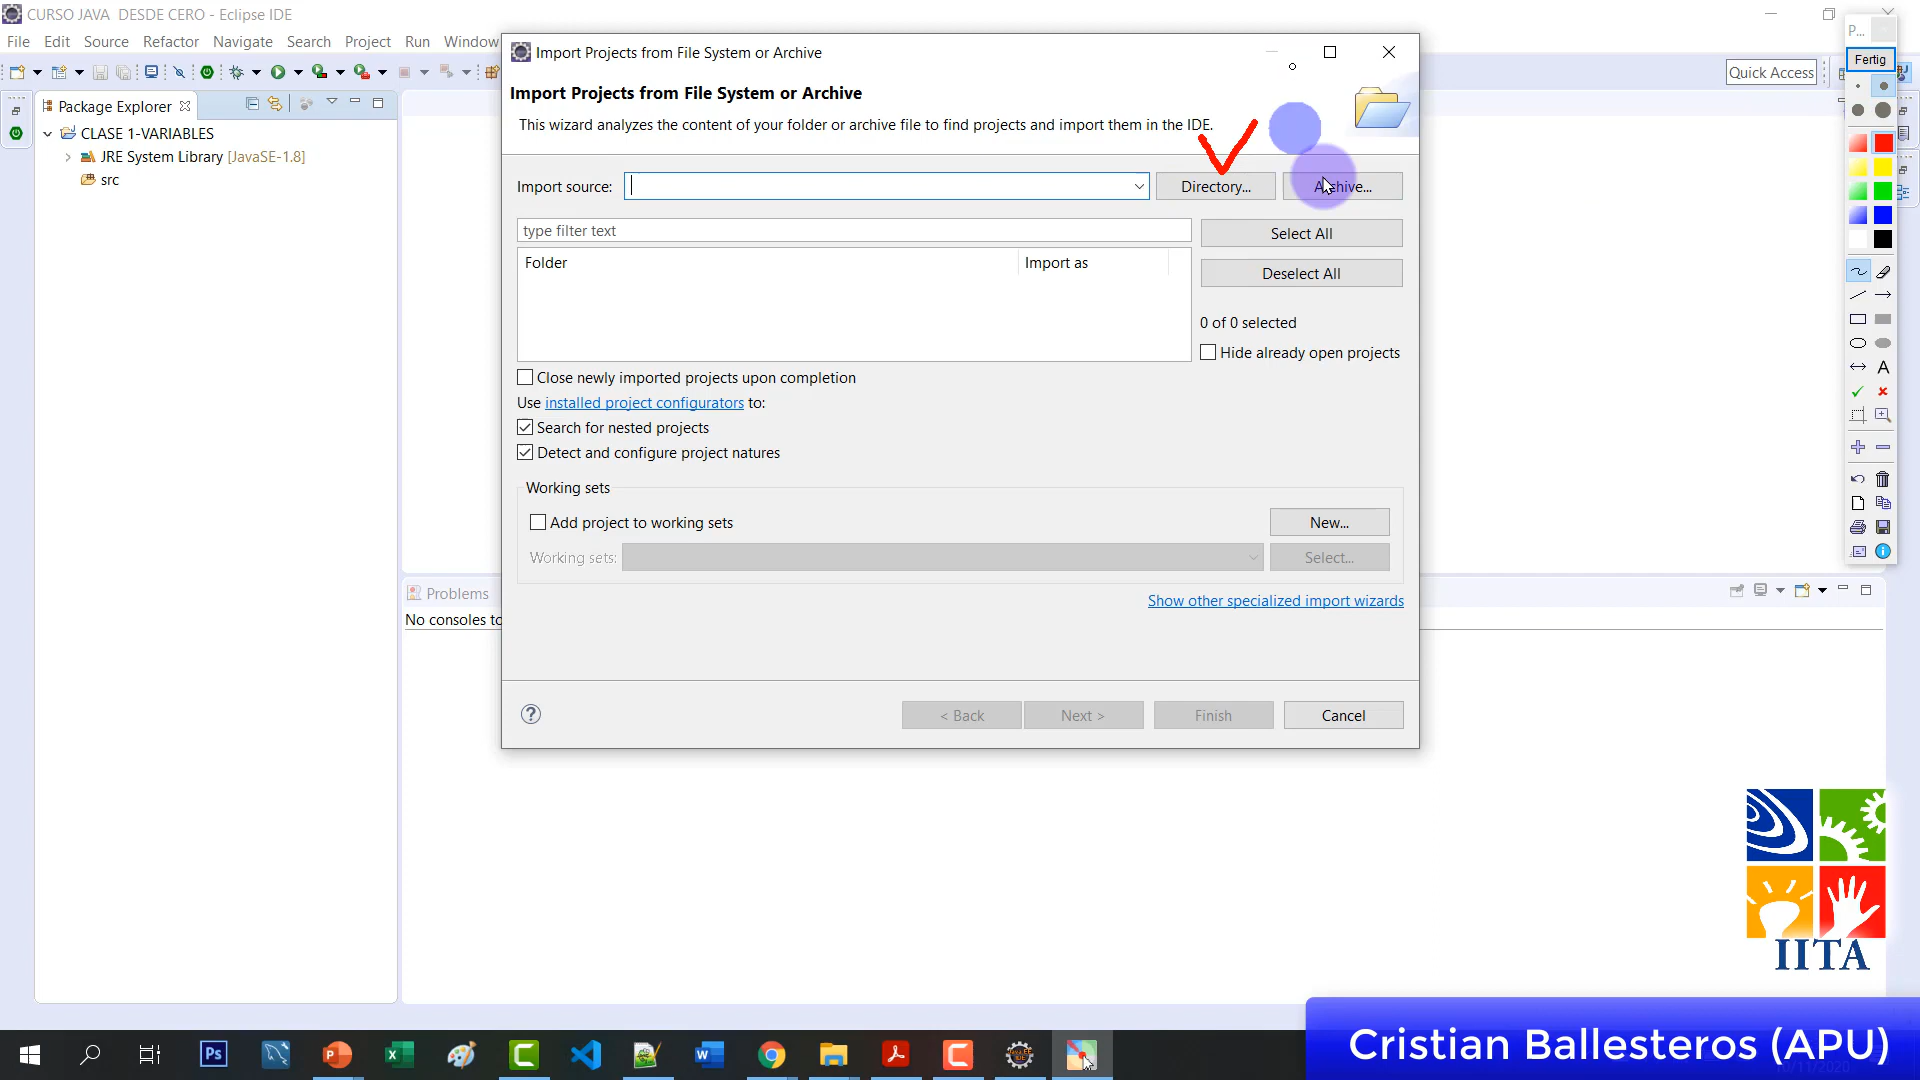 CURSO JAVA DESDE CERO - Eclipse IDE
File Edit Source Refactor Navigate Search Project Run Window
Quick Access
P...
Fertig
Package Explorer
CLASE 1-VARIABLES
JRE System Library [JavaSE-1.8]
src
Import Projects from File System or Archive
Import Projects from File System or Archive
This wizard analyzes the content of your folder or archive file to find projects and import them in the IDE.
Import source: Directory... Archive...
type filter text Select All
Folder Import as
Deselect All
0 of 0 selected
Hide already open projects
Close newly imported projects upon completion
Use installed project configurators to:
Search for nested projects
Detect and configure project natures
Working sets
Add project to working sets New...
Working sets: Select...
Show other specialized import wizards
< Back Next > Finish Cancel
Problems
No consoles to
IITA
Cristian Ballesteros (APU)